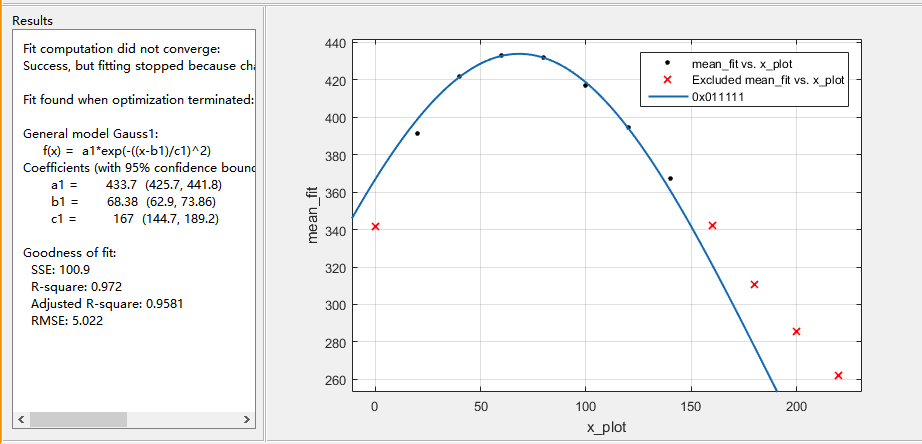 Results
Fit computation did not converge:
Success, but fitting stopped because cha
Fit found when optimization terminated:
General model Gauss1:
f(x) = a1*exp(-((x-b1)/c1)^2)
Coefficients (with 95% confidence bound
a1 = 433.7 (425.7, 441.8)
b1 = 68.38 (62.9, 73.86)
c1 = 167 (144.7, 189.2)
Goodness of fit:
SSE: 100.9
R-square: 0.972
Adjusted R-square: 0.9581
RMSE: 5.022
mean_fit vs. x_plot
Excluded mean_fit vs. x_plot
0x011111
440
420
400
380
360
340
320
300
280
260
mean_fit
0 50 100 150 200
x_plot